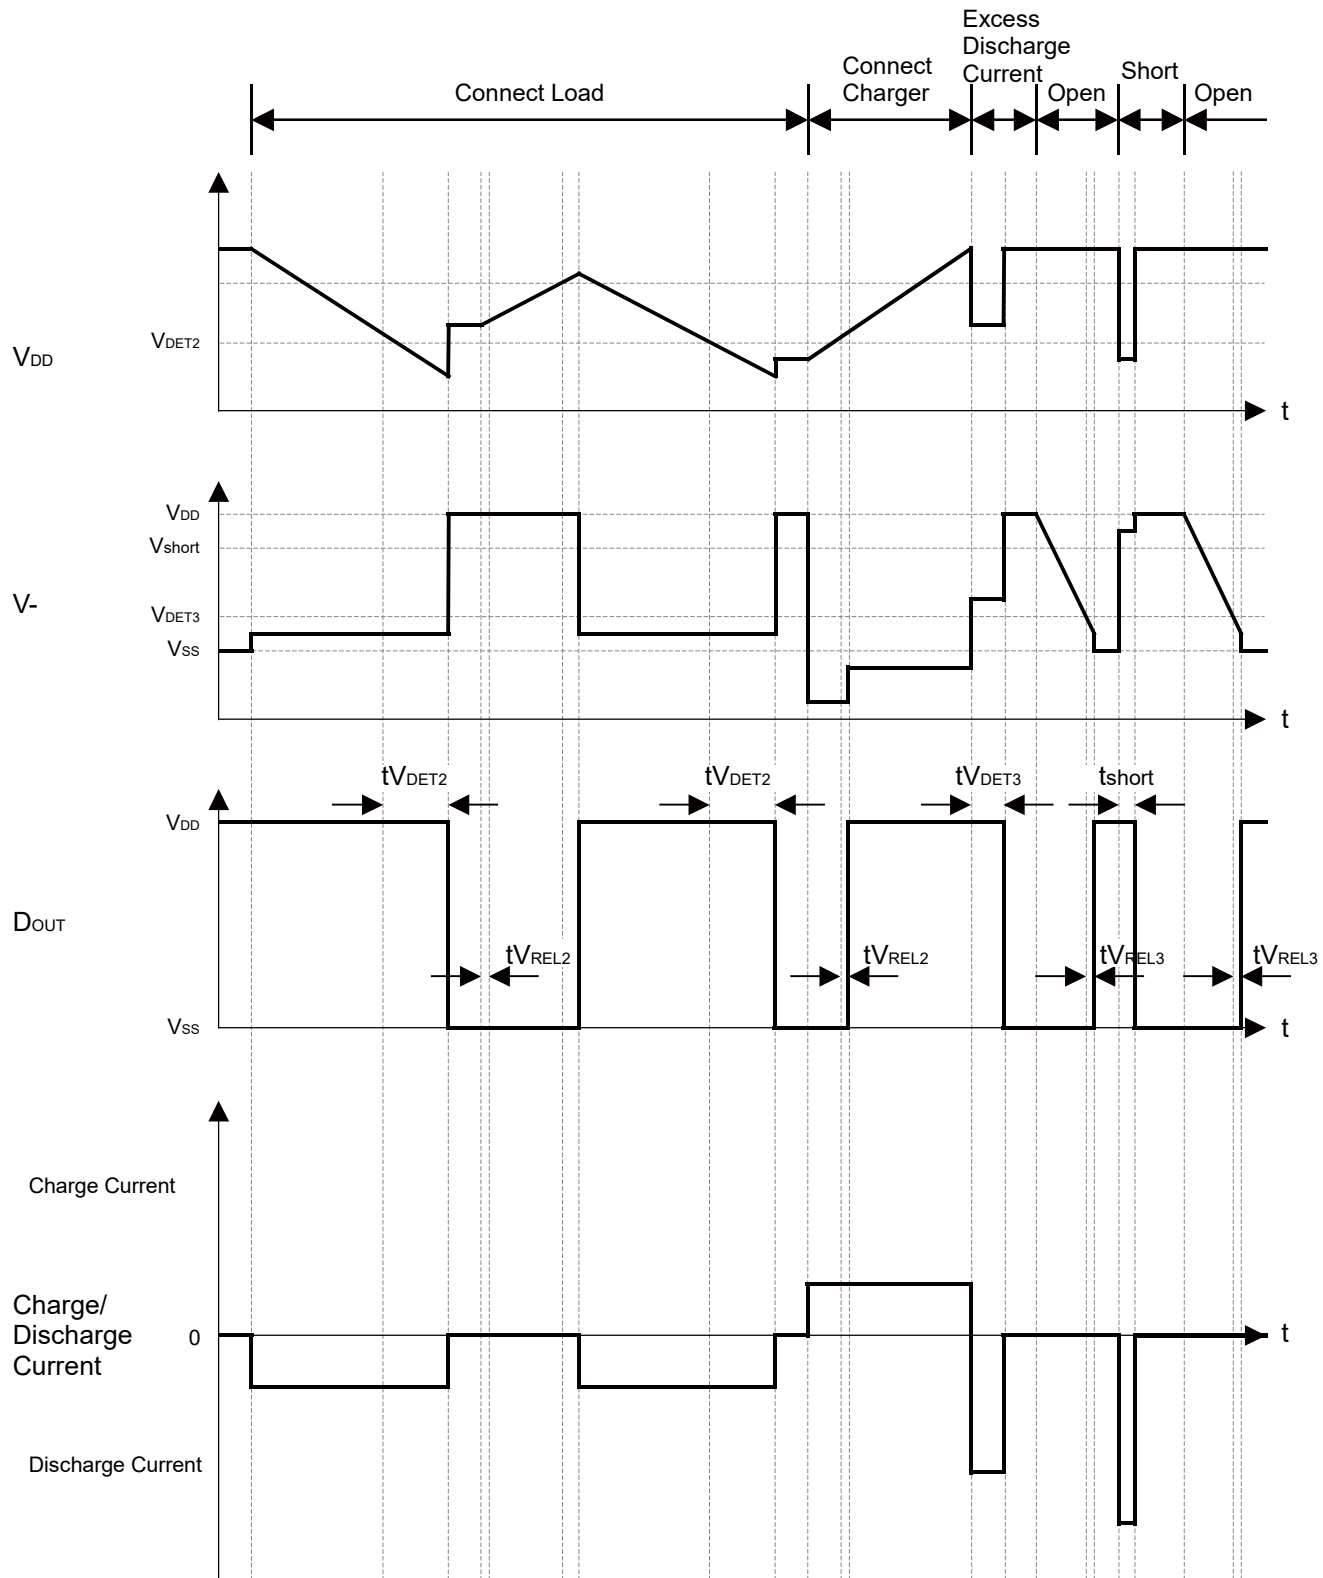 Excess
Discharge
Current
Connect
Charger
Short
Connect Load
Open
Open
VDET2
VDD
t
VDD
Vshort
V-
VDET3
VSS
t
tVDET2
tVDET2
tVDET3
tshort
VDD
DOUT
tVREL2
tVREL2
tVREL3
tVREL3
VSS
t
Charge Current
Charge/
Discharge
Current
0
t
Discharge Current